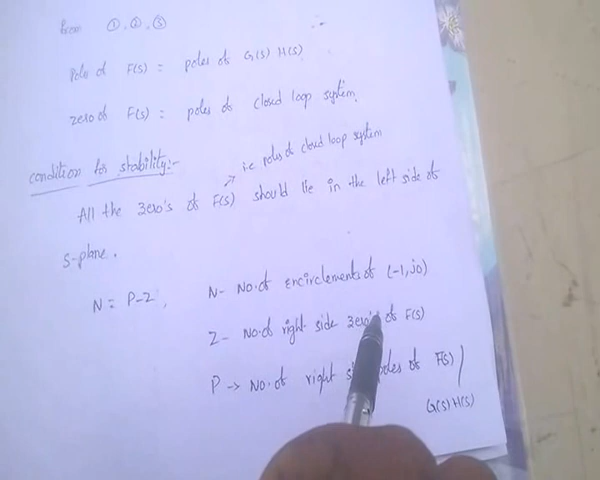 from ①, ②, ③
Poles of F(s) = poles of G(s) H(s)
zero of F(s) = poles of closed loop system.
condition for stability:-
i.e. poles of closed loop system
All the zero's of F(s) should lie in the left side of
S-plane.
N = P-Z, N- No. of encirclements of (-1, j0)
Z- No. of right side zero's of F(s)
P → No. of right poles of F(s) /
G(s) H(s)